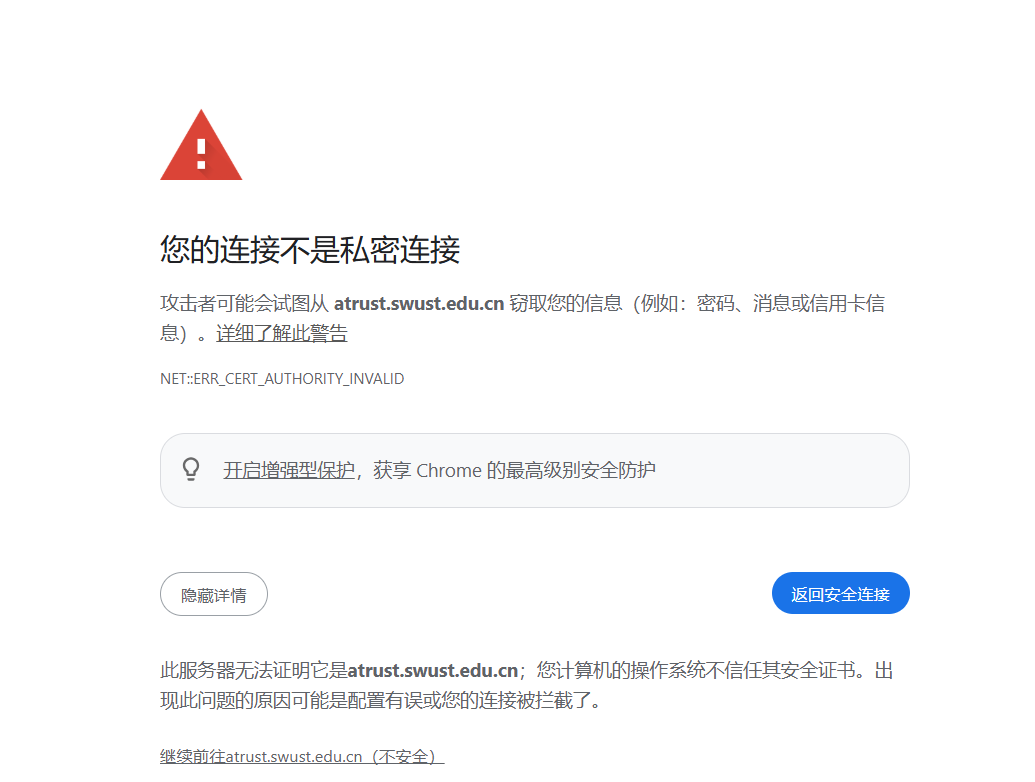 您的连接不是私密连接
攻击者可能会试图从 atrust.swust.edu.cn 窃取您的信息（例如：密码、消息或信用卡信
息）。详细了解此警告
NET::ERR_CERT_AUTHORITY_INVALID
开启增强型保护，获享 Chrome 的最高级别安全防护
隐藏详情
返回安全连接
此服务器无法证明它是atrust.swust.edu.cn；您计算机的操作系统不信任其安全证书。出
现此问题的原因可能是配置有误或您的连接被拦截了。
继续前往atrust.swust.edu.cn（不安全）